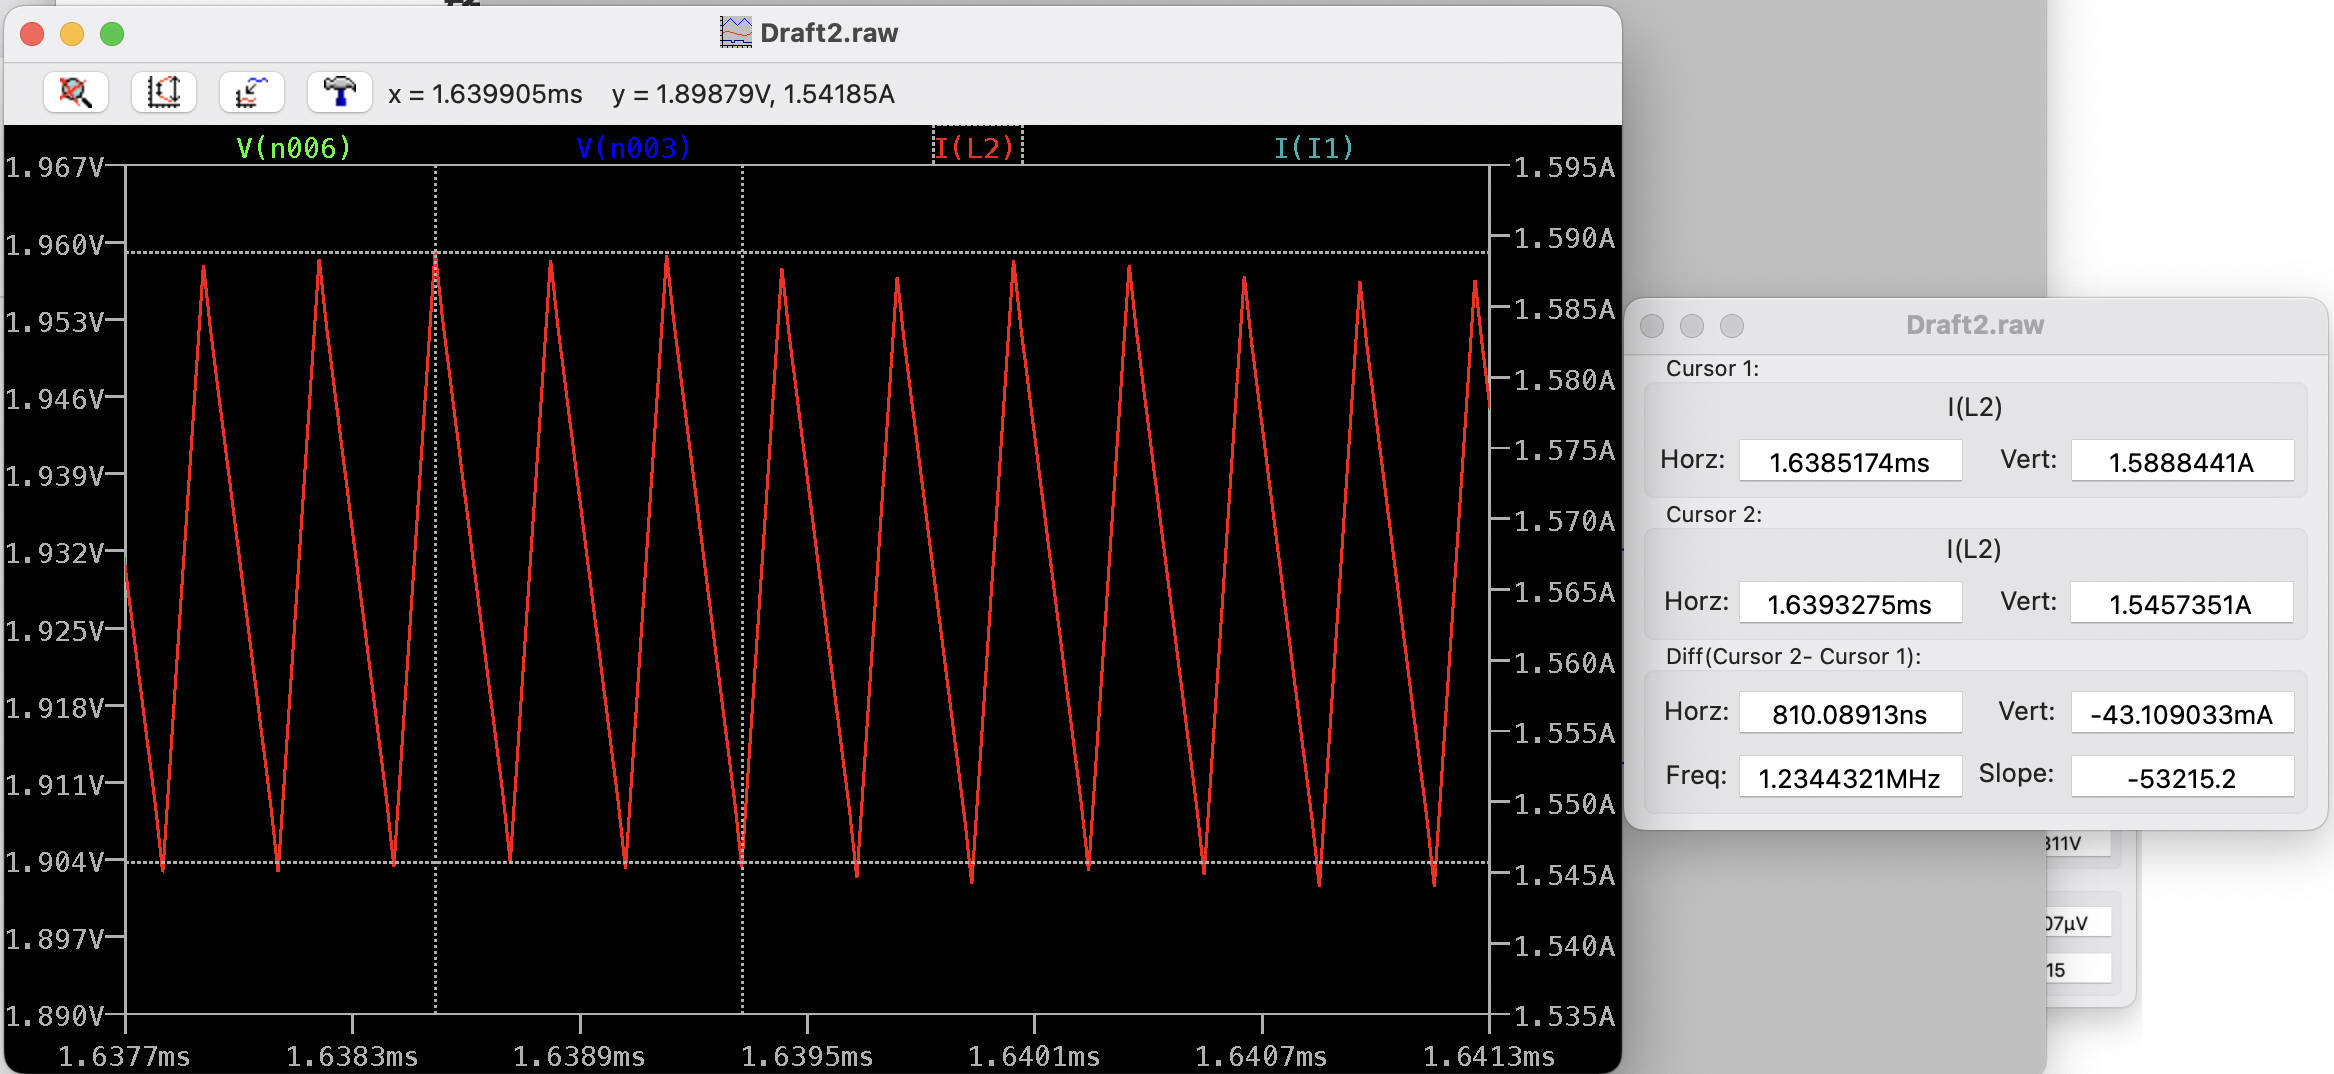 Draft2.raw
x = 1.639905ms y = 1.89879V, 1.54185A
V(n006) V(n003) I(L2) I(I1)
1.967V 1.595A
1.960V 1.590A
1.953V 1.585A
1.946V 1.580A
1.939V 1.575A
1.932V 1.570A
1.925V 1.565A
1.918V 1.560A
1.911V 1.555A
1.904V 1.550A
1.897V 1.545A
1.890V 1.540A
1.535A
1.6377ms 1.6383ms 1.6389ms 1.6395ms 1.6401ms 1.6407ms 1.6413ms
Draft2.raw
Cursor 1:
I(L2)
Horz: 1.6385174ms Vert: 1.5888441A
Cursor 2:
I(L2)
Horz: 1.6393275ms Vert: 1.5457351A
Diff(Cursor 2- Cursor 1):
Horz: 810.08913ns Vert: -43.109033mA
Freq: 1.2344321MHz Slope: -53215.2
311V
07µV
15